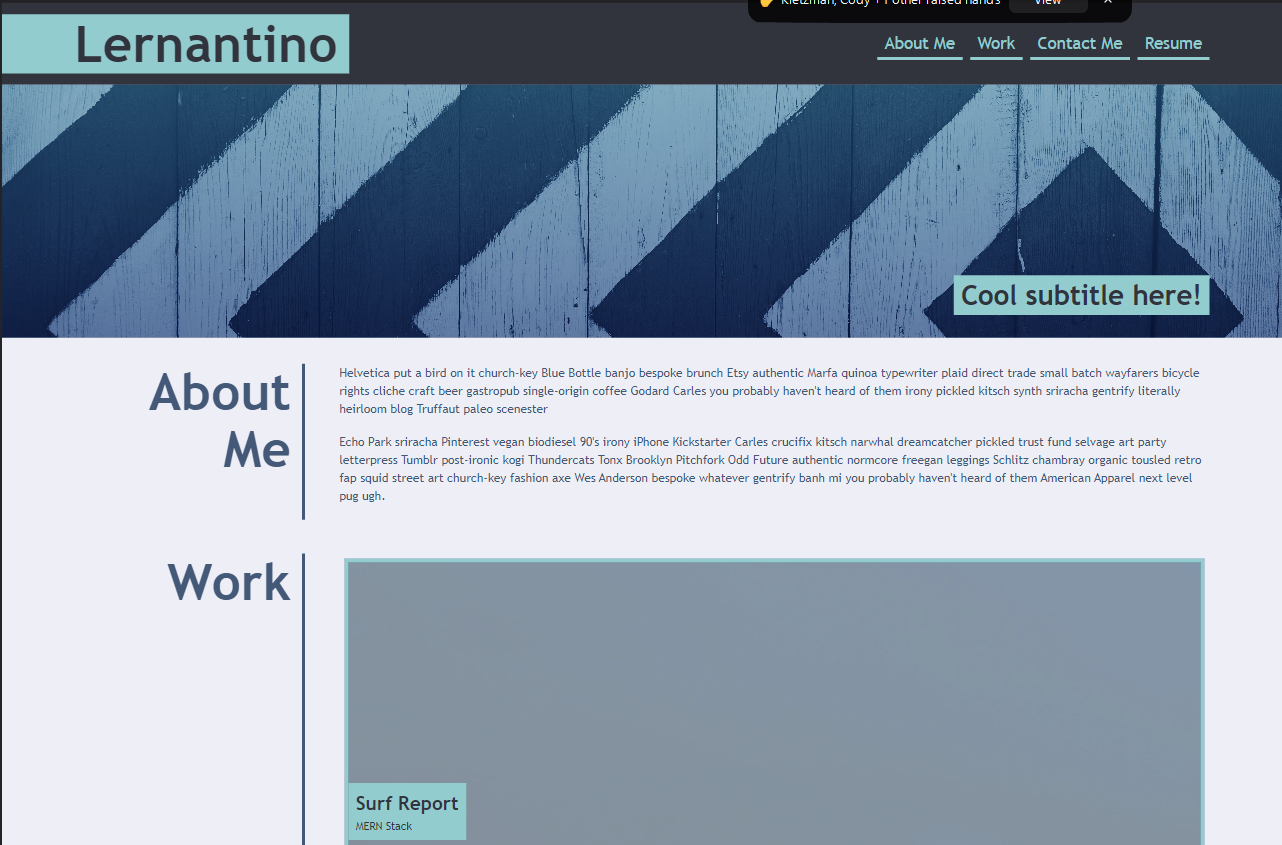 Kietzman, Cody + 1 other raised hands View
Lernantino
About Me Work Contact Me Resume
Cool subtitle here!
About
Me
Helvetica put a bird on it church-key Blue Bottle banjo bespoke brunch Etsy authentic Marfa quinoa typewriter plaid direct trade small batch wayfarers bicycle
rights cliche craft beer gastropub single-origin coffee Godard Carles you probably haven't heard of them irony pickled kitsch synth sriracha gentrify literally
heirloom blog Truffaut paleo scenester
Echo Park sriracha Pinterest vegan biodiesel 90's irony iPhone Kickstarter Carles crucifix kitsch narwhal dreamcatcher pickled trust fund selvage art party
letterpress Tumblr post-ironic kogi Thundercats Tonx Brooklyn Pitchfork Odd Future authentic normcore freegan leggings Schlitz chambray organic tousled retro
fap squid street art church-key fashion axe Wes Anderson bespoke whatever gentrify banh mi you probably haven't heard of them American Apparel next level
pug ugh.
Work
Surf Report
MERN Stack